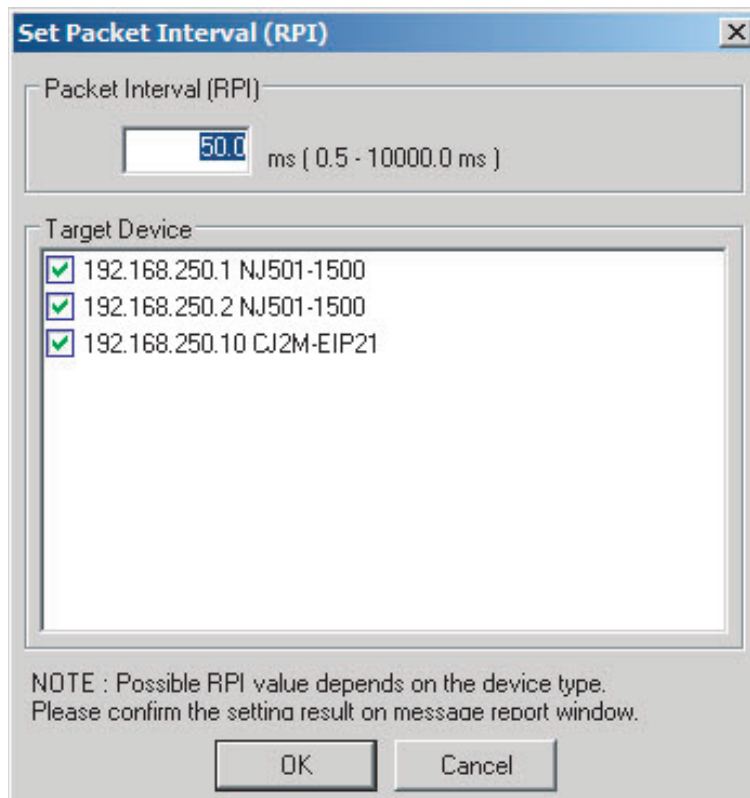 Set Packet Interval (RPI)
Packet Interval (RPI)
50.0 ms ( 0.5 - 10000.0 ms )
Target Device
192.168.250.1 NJ501-1500
192.168.250.2 NJ501-1500
192.168.250.10 CJ2M-EIP21
NOTE : Possible RPI value depends on the device type.
Please confirm the setting result on message report window.
OK Cancel